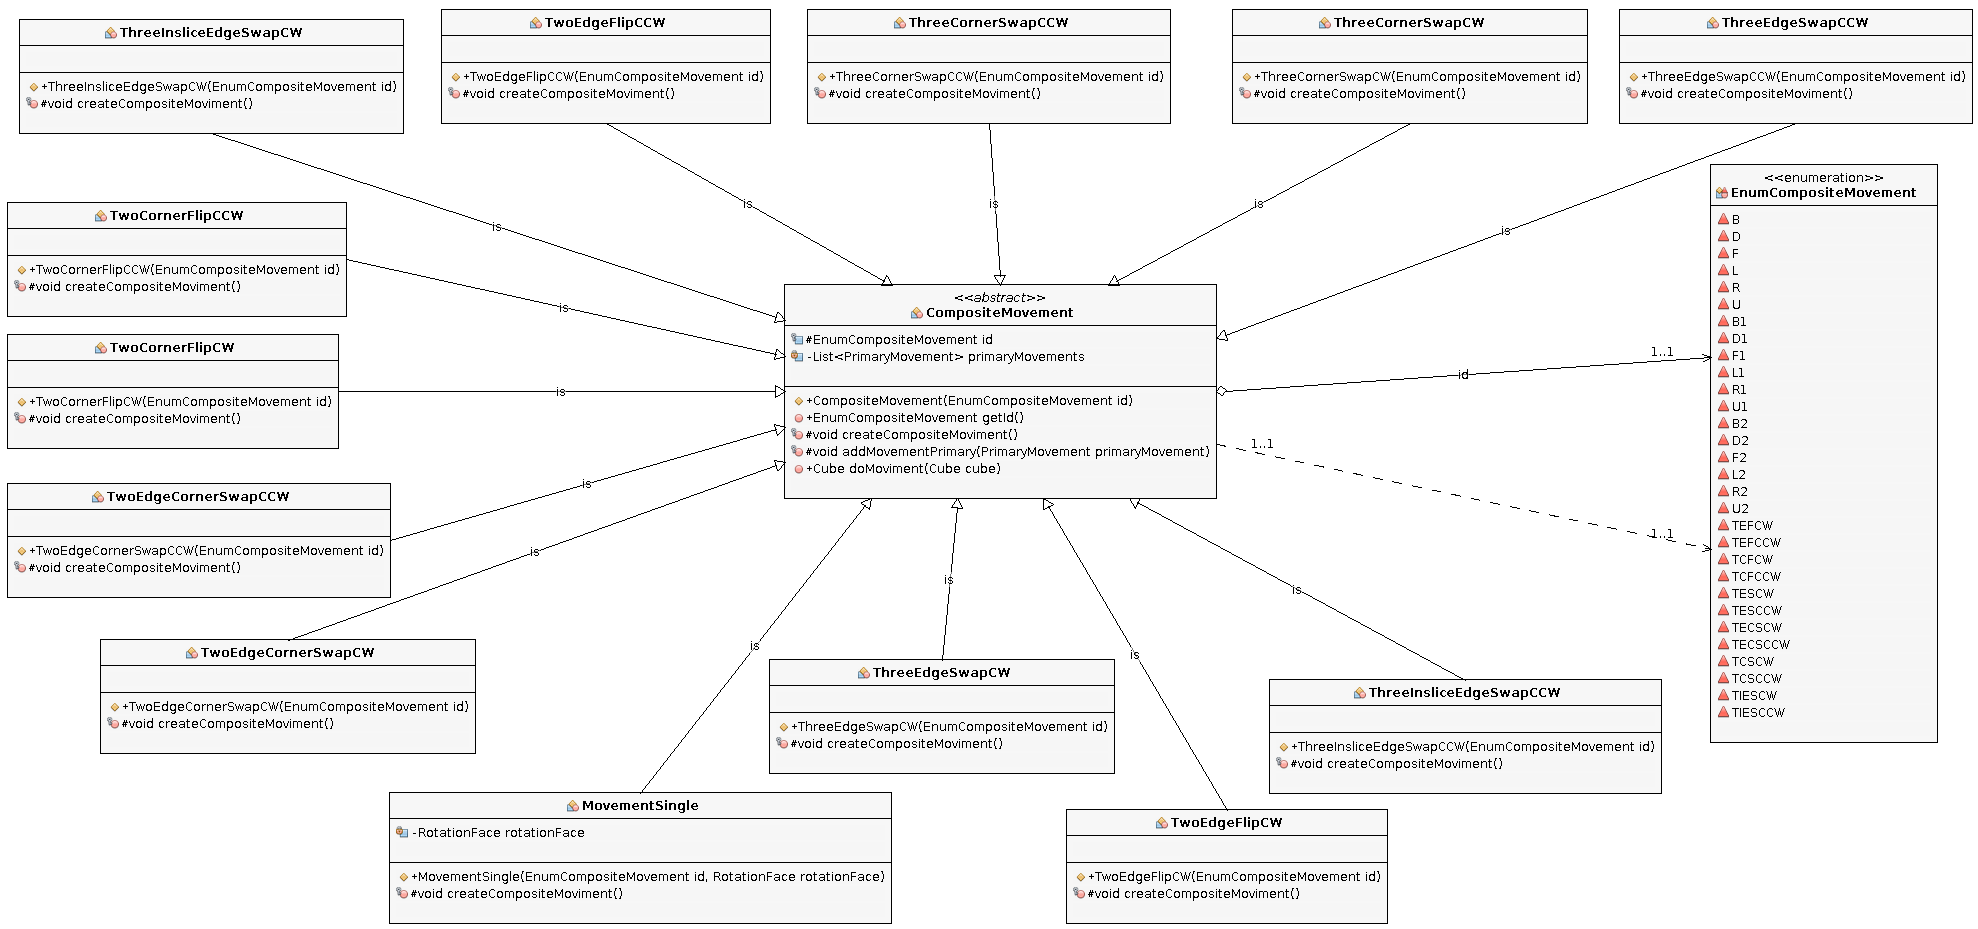 ThreeInsliceEdgeSwapCW
+ThreeInsliceEdgeSwapCW(EnumCompositeMovement id)
#void createCompositeMoviment()
TwoEdgeFlipCCW
+TwoEdgeFlipCCW(EnumCompositeMovement id)
#void createCompositeMoviment()
ThreeCornerSwapCCW
+ThreeCornerSwapCCW(EnumCompositeMovement id)
#void createCompositeMoviment()
ThreeCornerSwapCW
+ThreeCornerSwapCW(EnumCompositeMovement id)
#void createCompositeMoviment()
ThreeEdgeSwapCCW
+ThreeEdgeSwapCCW(EnumCompositeMovement id)
#void createCompositeMoviment()
is
is
is
is
is
TwoCornerFlipCCW
+TwoCornerFlipCCW(EnumCompositeMovement id)
#void createCompositeMoviment()
is
TwoCornerFlipCW
+TwoCornerFlipCW(EnumCompositeMovement id)
#void createCompositeMoviment()
is
TwoEdgeCornerSwapCCW
+TwoEdgeCornerSwapCCW(EnumCompositeMovement id)
#void createCompositeMoviment()
is
TwoEdgeCornerSwapCW
+TwoEdgeCornerSwapCW(EnumCompositeMovement id)
#void createCompositeMoviment()
is
<<abstract>>
CompositeMovement
#EnumCompositeMovement id
-List<PrimaryMovement> primaryMovements
+CompositeMovement(EnumCompositeMovement id)
+EnumCompositeMovement getId()
#void createCompositeMoviment()
#void addMovementPrimary(PrimaryMovement primaryMovement)
+Cube doMoviment(Cube cube)
id
1..1
1..1
1..1
<<enumeration>>
EnumCompositeMovement
B
D
F
L
R
U
B1
D1
F1
L1
R1
U1
B2
D2
F2
L2
R2
U2
TEFCW
TEFCCW
TCFCW
TCFCCW
TESCW
TESCCW
TECSCW
TECSCCW
TCSCW
TCSCCW
TIESCW
TIESCCW
is
is
is
is
MovementSingle
-RotationFace rotationFace
+MovementSingle(EnumCompositeMovement id, RotationFace rotationFace)
#void createCompositeMoviment()
ThreeEdgeSwapCW
+ThreeEdgeSwapCW(EnumCompositeMovement id)
#void createCompositeMoviment()
TwoEdgeFlipCW
+TwoEdgeFlipCW(EnumCompositeMovement id)
#void createCompositeMoviment()
ThreeInsliceEdgeSwapCCW
+ThreeInsliceEdgeSwapCCW(EnumCompositeMovement id)
#void createCompositeMoviment()